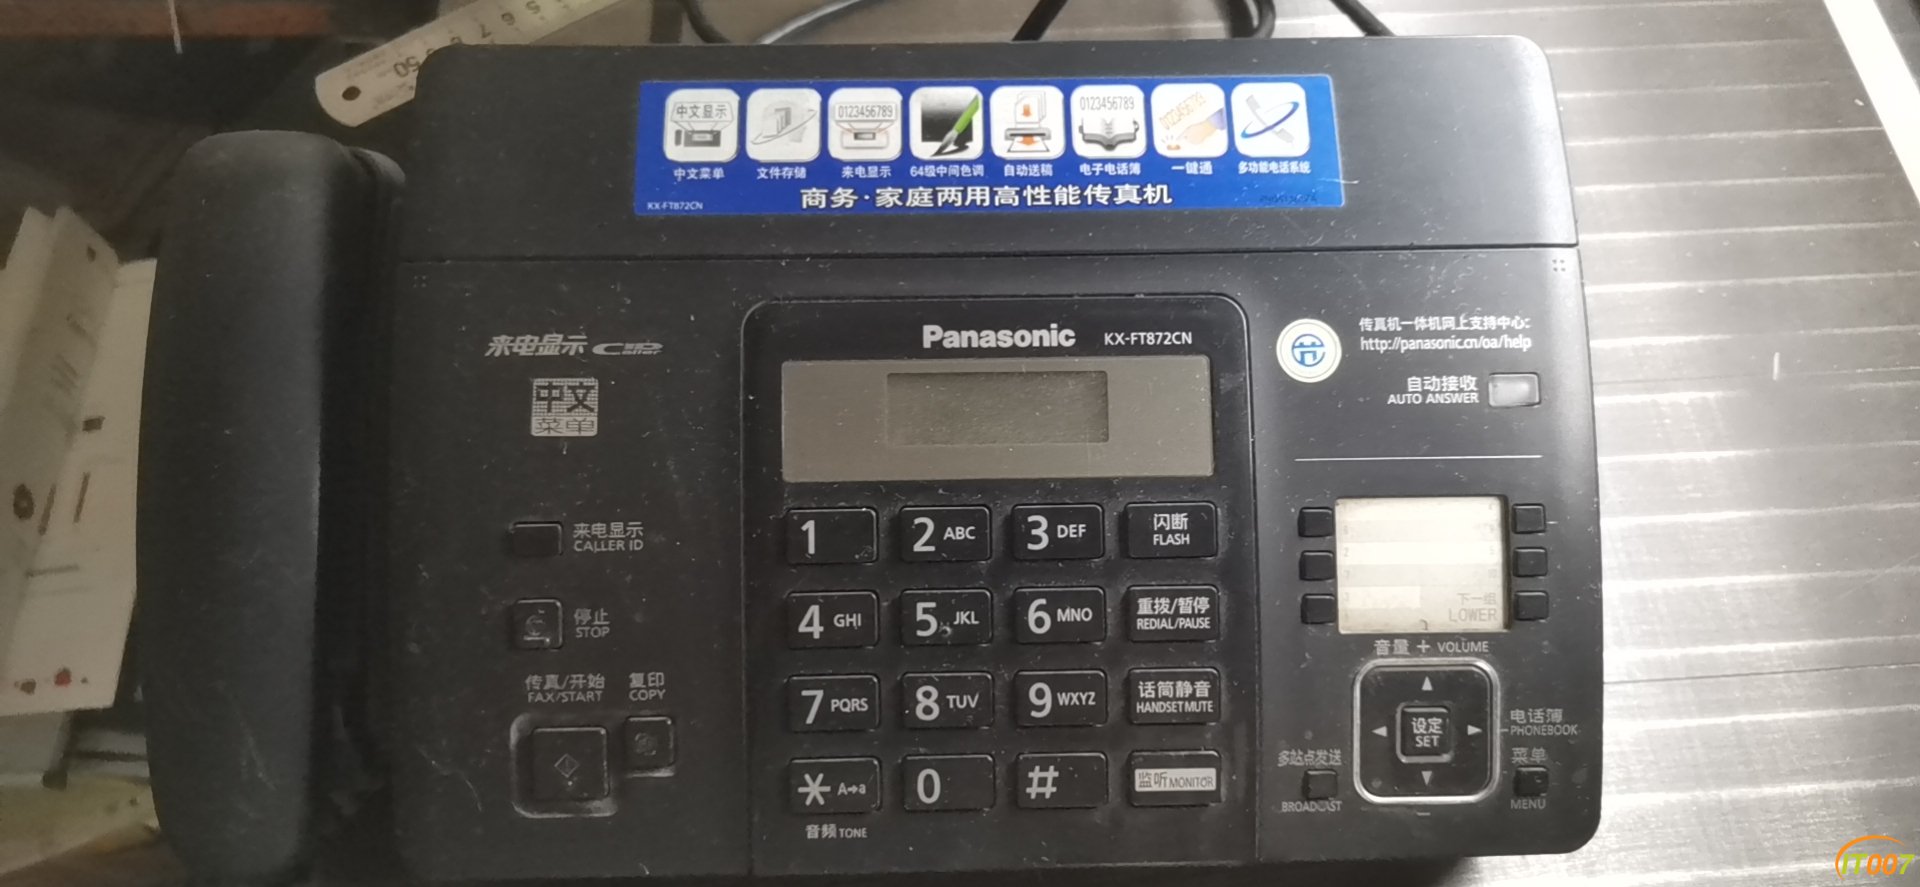 5 6 7
50
中文显示
0123456789
0123456789
0123456789
中文菜单 文件存储 来电显示 64级中间色调 自动送稿 电子电话簿 一键通 多功能电话系统
KX-FT872CN 商务·家庭两用高性能传真机
来电显示 Caller
中文
菜单
Panasonic KX-FT872CN
传真机一体机网上支持中心:
http://panasonic.cn/oa/help
自动接收
AUTO ANSWER
来电显示
CALLER ID
停止
STOP
传真/开始
FAX/START
复印
COPY
1 2 ABC 3 DEF 闪断
FLASH
4 GHI 5 JKL 6 MNO 重拨/暂停
REDIAL/PAUSE
7 PQRS 8 TUV 9 WXYZ 话筒静音
HANDSET MUTE
* A→a 0 # 监听 MONITOR
音频 TONE
下一组
LOWER
音量 + VOLUME
设定
SET
电话簿
PHONEBOOK
多站点发送
BROADCAST
菜单
MENU
IT007